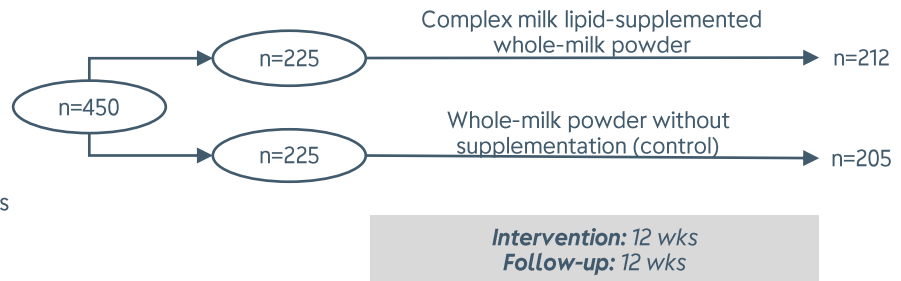 Complex milk lipid-supplemented
whole-milk powder
n=225
n=212
n=450
Whole-milk powder without
supplementation (control)
n=225
n=205
s
Intervention: 12 wks
Follow-up: 12 wks